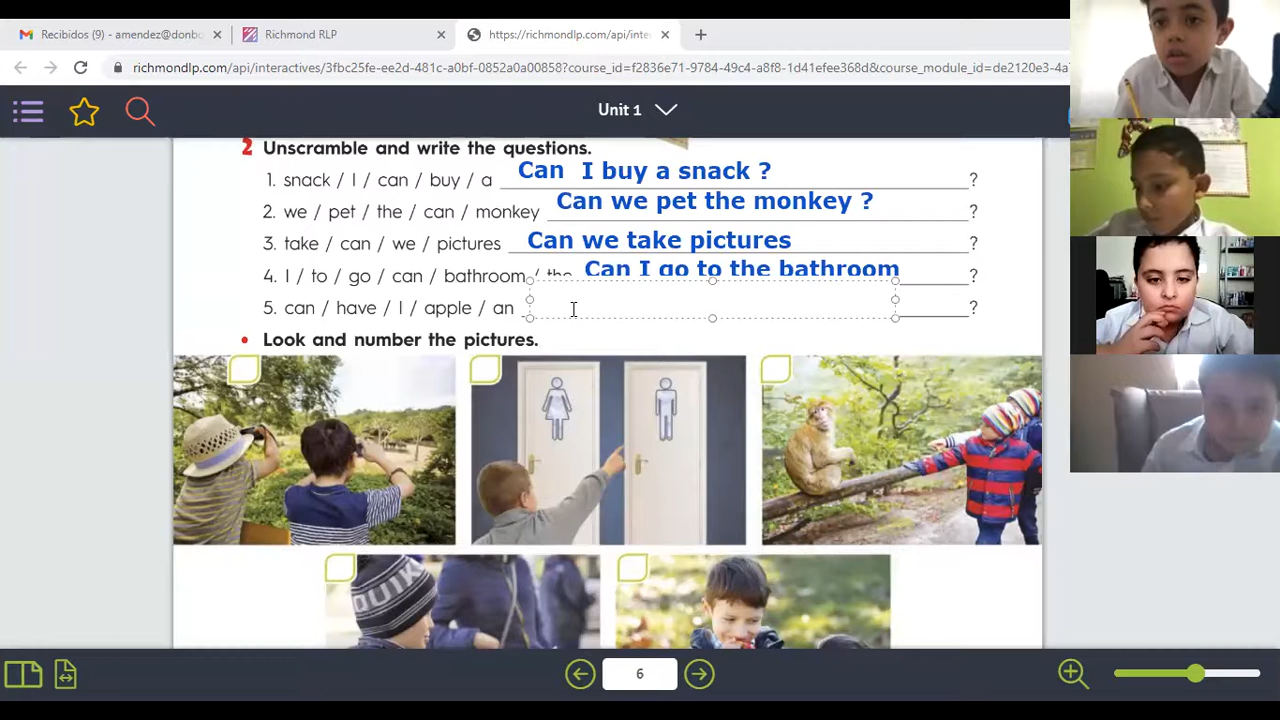 Recibidos (9) - amendez@donbo
Richmond RLP
https://richmondlp.com/api/inte
richmondlp.com/api/interactives/3fbc25fe-ee2d-481c-a0bf-0852a0a00858?course_id=f2836e71-9784-49c4-a8f8-1d41efee368d&course_module_id=de2120e3-4a7
Unit 1
2 Unscramble and write the questions.
1. snack / I / can / buy / a Can I buy a snack ? ?
2. we / pet / the / can / monkey Can we pet the monkey ? ?
3. take / can / we / pictures Can we take pictures ?
4. I / to / go / can / bathroom / the Can I go to the bathroom ?
5. can / have / I / apple / an ?
• Look and number the pictures.
QUIK
6